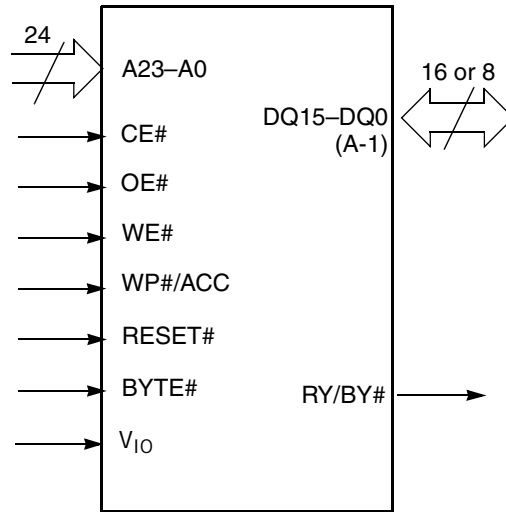 24
A23–A0
16 or 8
DQ15–DQ0
(A-1)
CE#
OE#
WE#
WP#/ACC
RESET#
BYTE#
RY/BY#
VIO